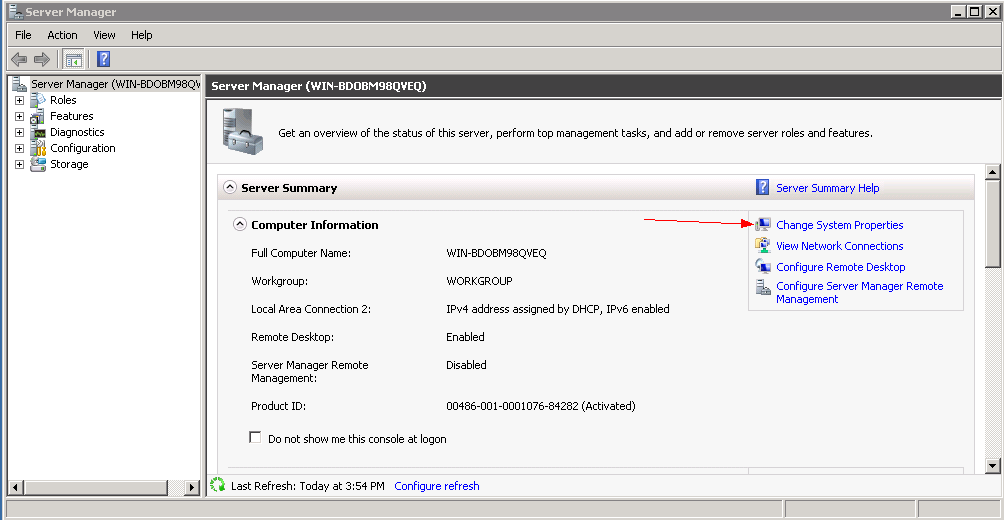 Server Manager
File Action View Help
Server Manager (WIN-BDOBM98QV
Roles
Features
Diagnostics
Configuration
Storage
Server Manager (WIN-BDOBM98QVEQ)
Get an overview of the status of this server, perform top management tasks, and add or remove server roles and features.
Server Summary
Server Summary Help
Computer Information
Full Computer Name: WIN-BDOBM98QVEQ
Workgroup: WORKGROUP
Local Area Connection 2: IPv4 address assigned by DHCP, IPv6 enabled
Remote Desktop: Enabled
Server Manager Remote
Management:
Disabled
Product ID: 00486-001-0001076-84282 (Activated)
Do not show me this console at logon
Change System Properties
View Network Connections
Configure Remote Desktop
Configure Server Manager Remote
Management
Last Refresh: Today at 3:54 PM Configure refresh